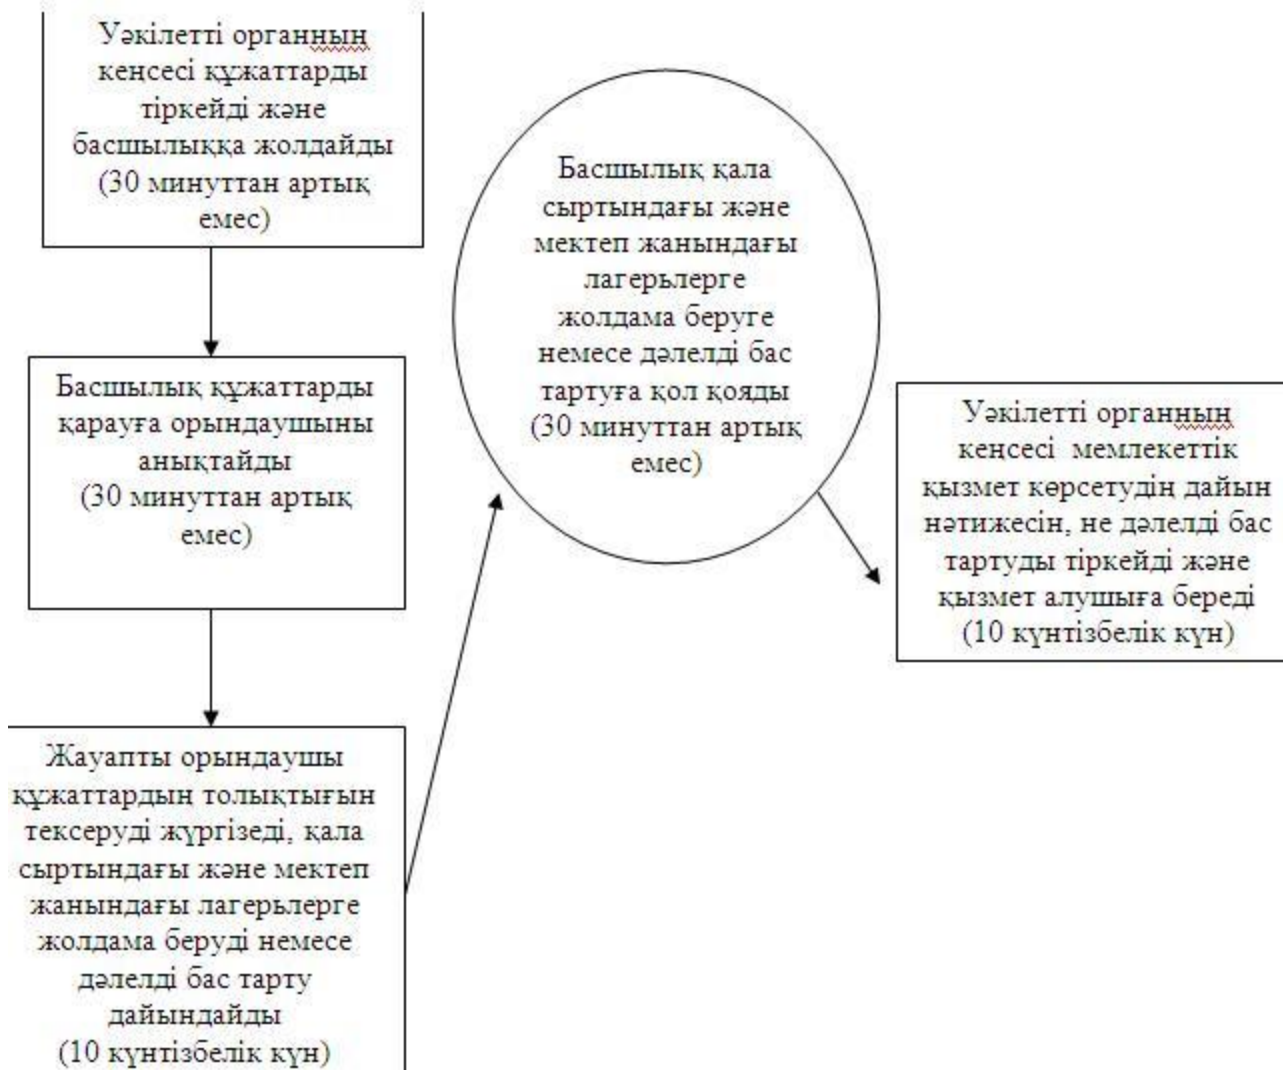 Уәкілетті органның
кеңсесі құжаттарды
тіркейді және
басшылыққа жолдайды
(30 минуттан артық
емес)
Басшылық құжаттарды
қарауға орындаушыны
анықтайды
(30 минуттан артық
емес)
Жауапты орындаушы
құжаттардың толықтығын
тексеруді жүргізеді, қала
сыртындағы және мектеп
жанындағы лагерьлерге
жолдама беруді немесе
дәлелді бас тарту
дайындайды
(10 күнтізбелік күн)
Басшылық қала
сыртындағы және
мектеп жанындағы
лагерьлерге
жолдама беруге
немесе дәлелді бас
тартуға қол қояды
(30 минуттан артық
емес)
Уәкілетті органның
кеңсесі мемлекеттік
қызмет көрсетудің дайын
нәтижесін, не дәлелді бас
тартуды тіркейді және
қызмет алушыға береді
(10 күнтізбелік күн)